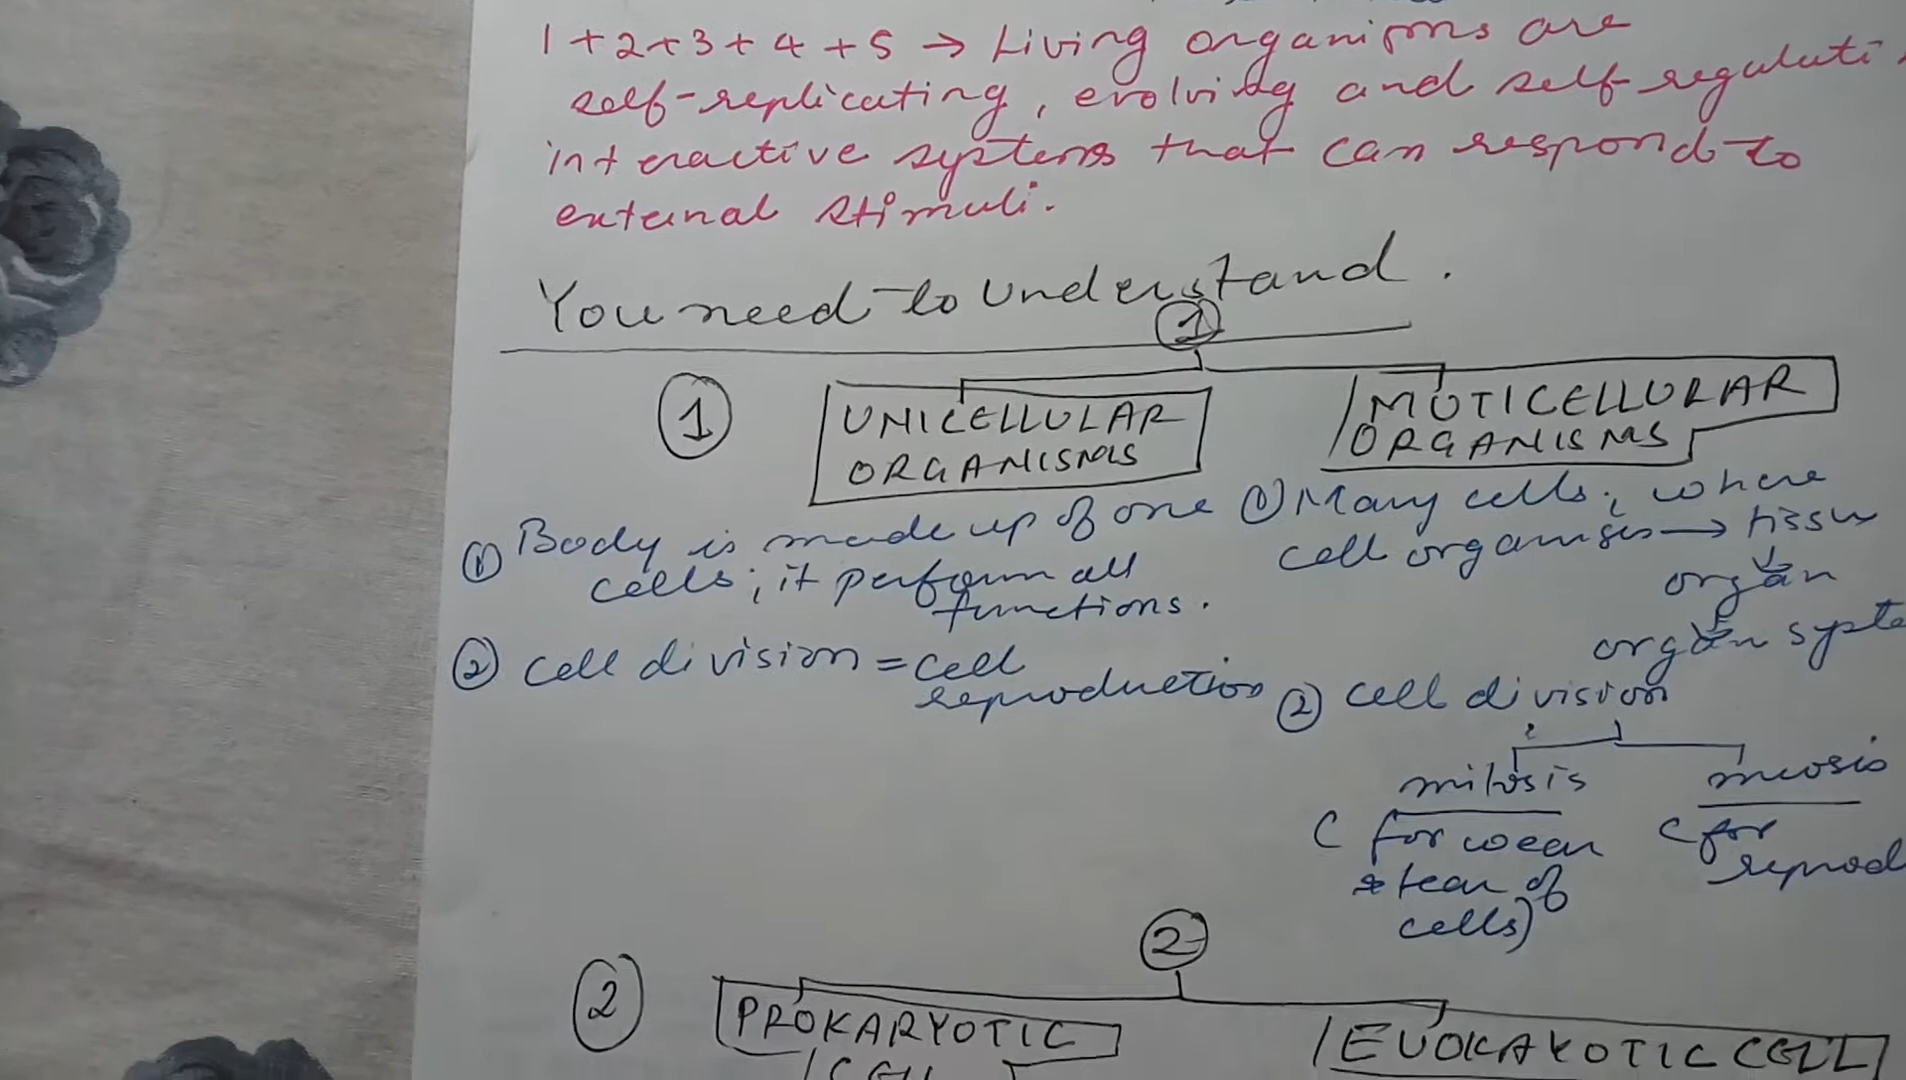 1+2+3+4+5 → Living organisms are
self-replicating, evolving and self-regulati
interactive systems that can respond to
external stimuli.
You need to understand.
1
1
UNICELLULAR
ORGANISMS
MUTICELLULAR
ORGANISMS
① Body is made up of one
cells; it perform all
functions.
① Many cells; where
cell organises → tissue
organ
organ syste
② cell division = cell
reproduction
② cell division
mitosis
( for wear
& tear of
cells)
meosis
( for
reprod
2
2
PROKARYOTIC
CELL
EUOKAYOTIC CELL